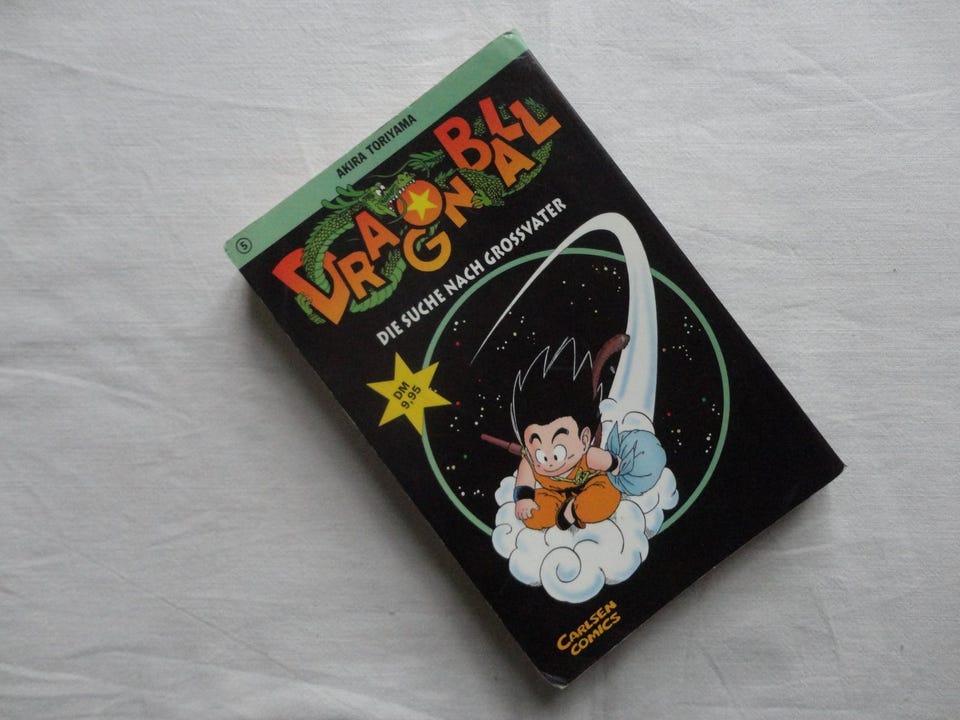 5
AKIRA TORIYAMA
DRAGON BALL
DIE SUCHE NACH GROSSVATER
DM
9,95
CARLSEN
COMICS